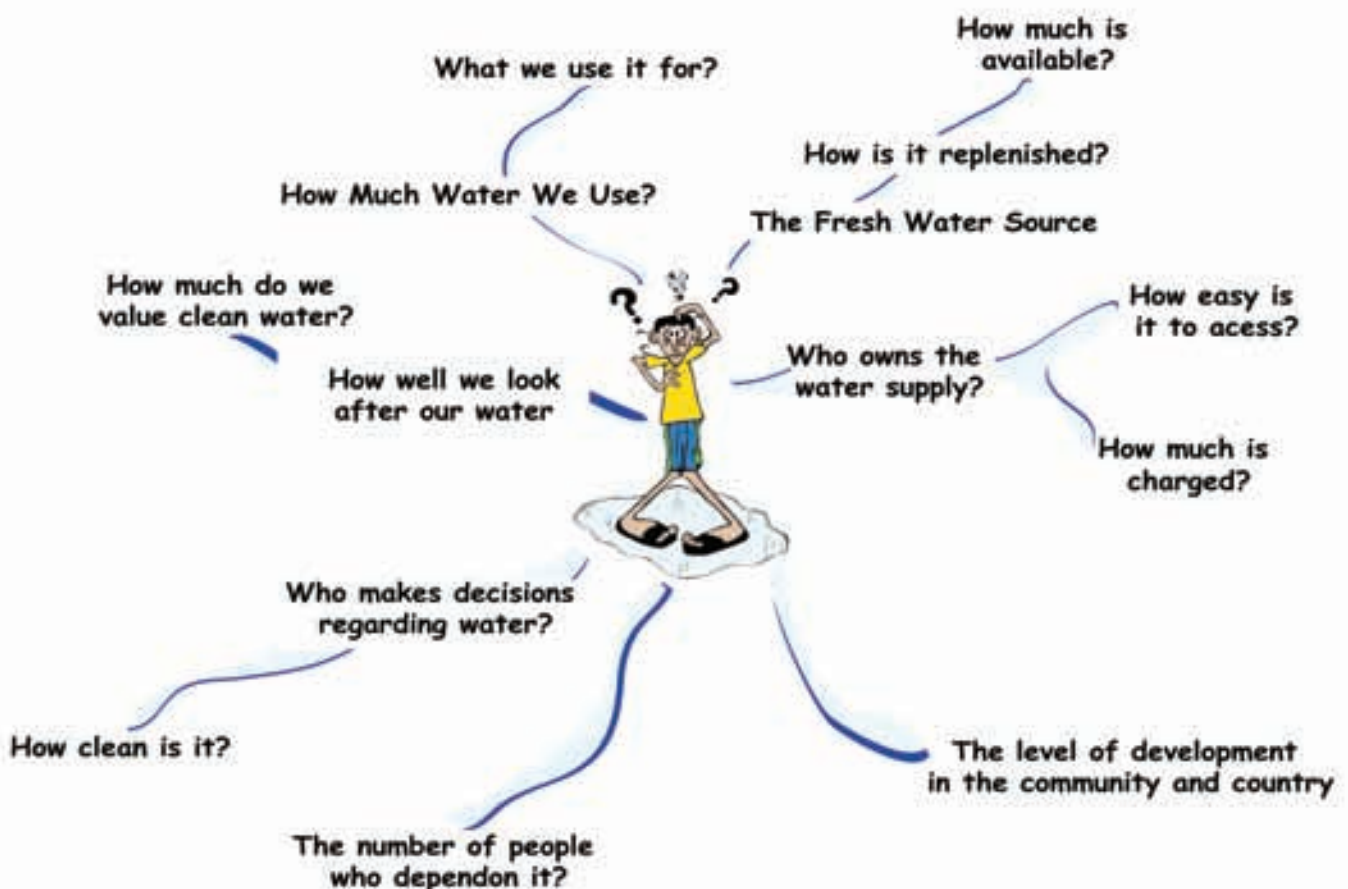 How much is
available?
What we use it for?
How is it replenished?
How Much Water We Use?
The Fresh Water Source
How much do we
value clean water?
How easy is
it to acess?
Who owns the
water supply?
How well we look
after our water
How much is
charged?
Who makes decisions
regarding water?
How clean is it?
The level of development
in the community and country
The number of people
who dependon it?